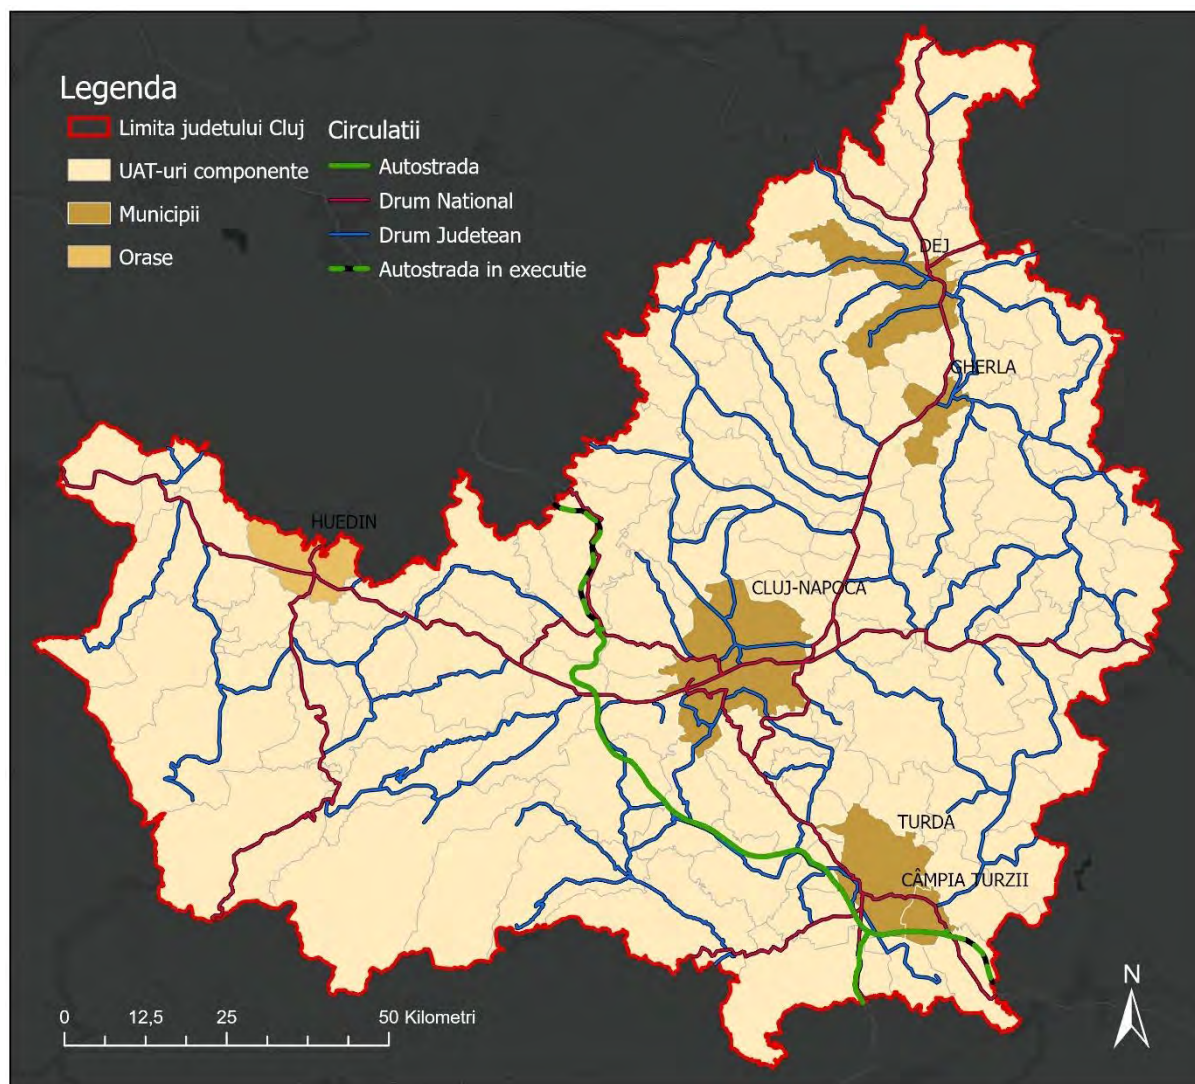 Legenda
Limita judetului Cluj
UAT-uri componente
Municipii
Orase
Circulatii
Autostrada
Drum National
Drum Judetean
Autostrada in executie
DEJ
GHERLA
HUEDIN
CLUJ-NAPOCA
TURDA
CÂMPIA TURZII
N
0 12,5 25 50 Kilometri